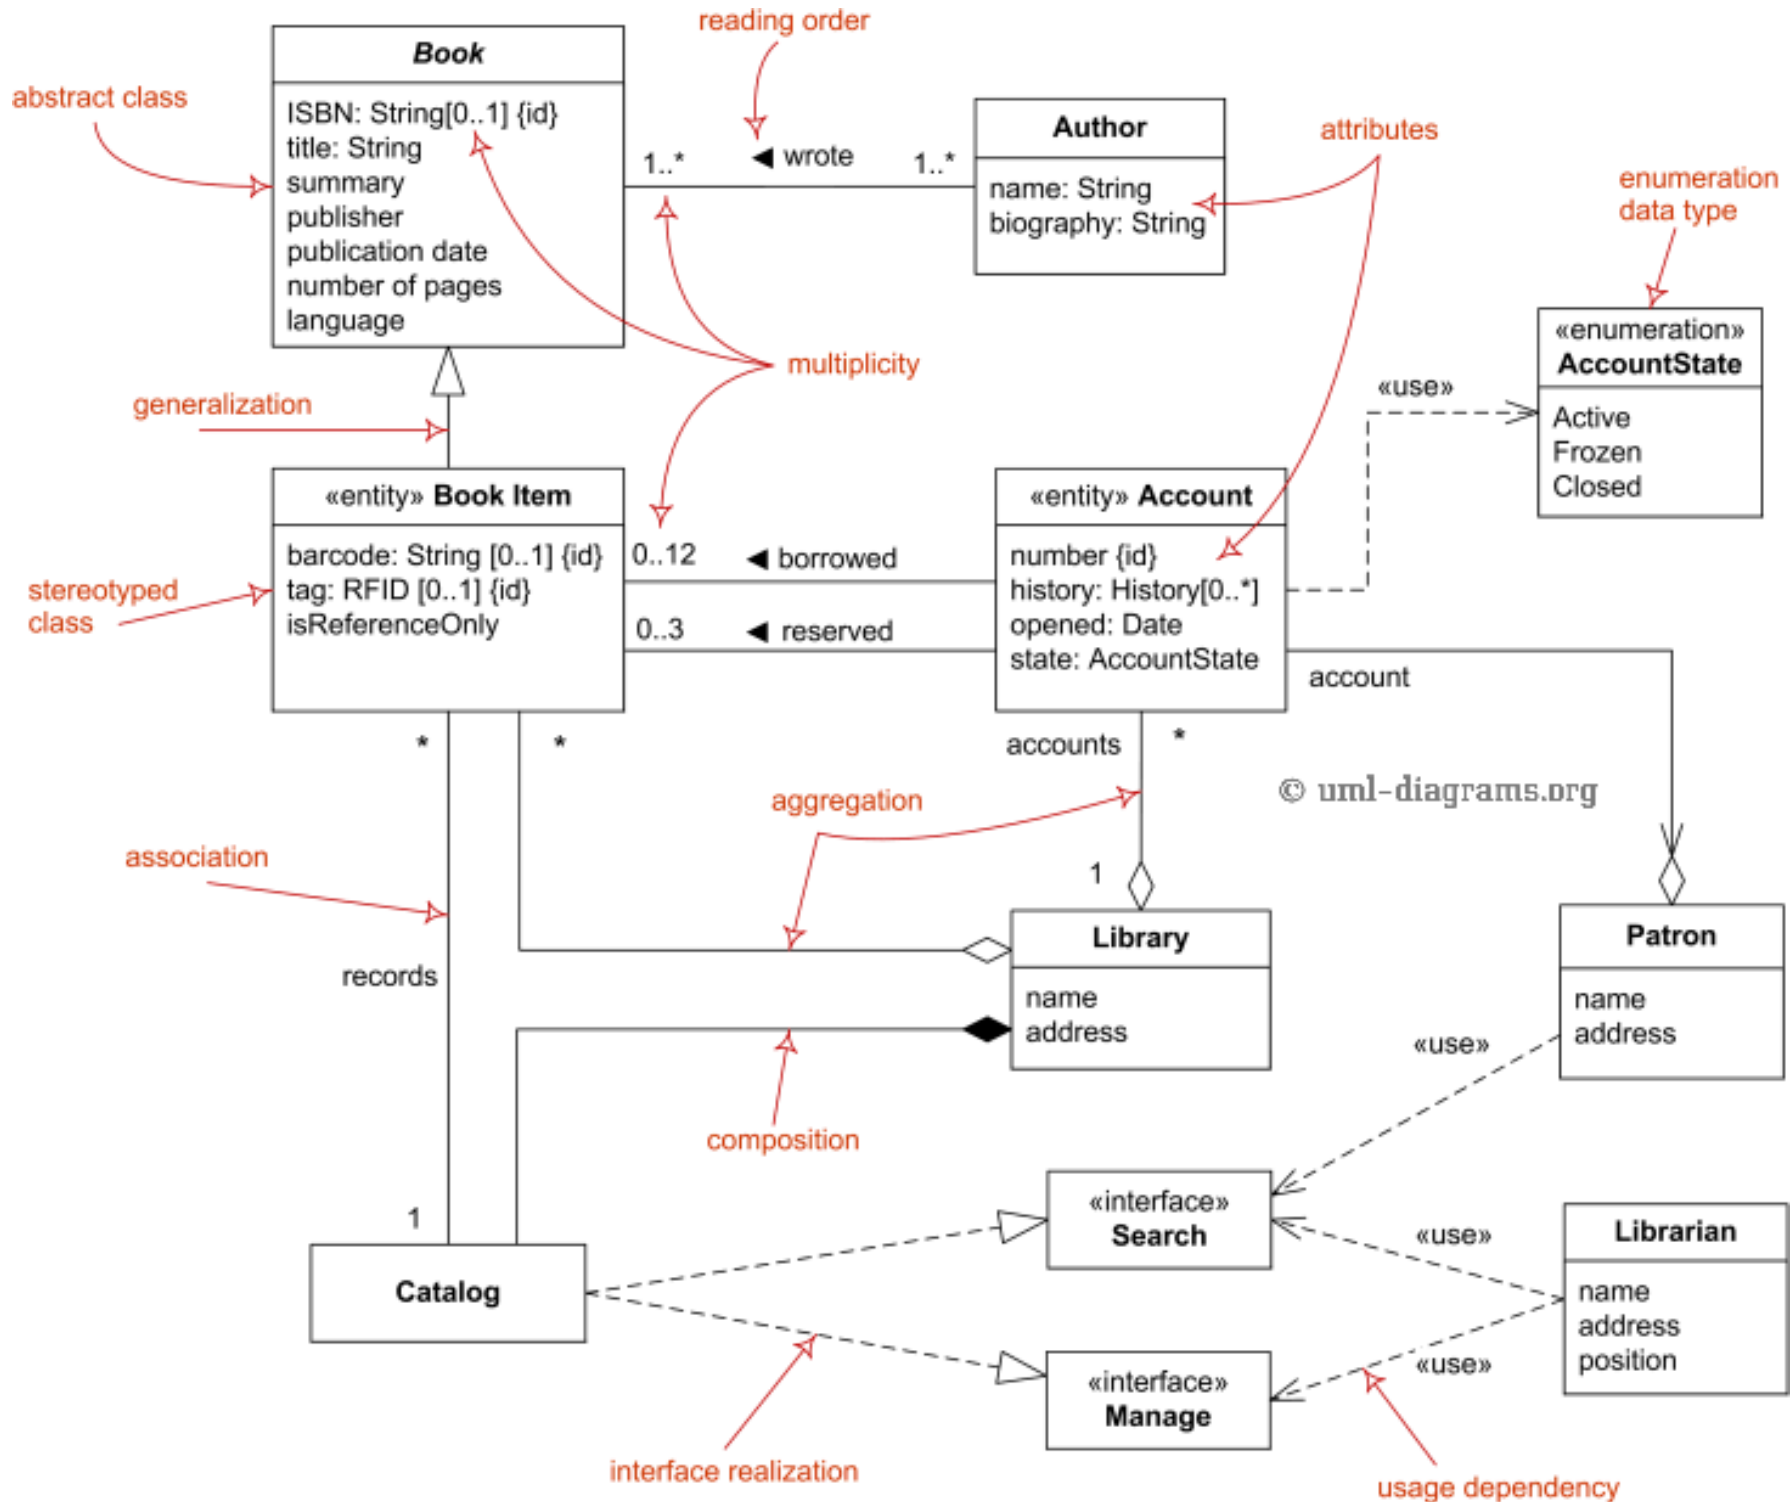 reading order
Book
abstract class
ISBN: String[0..1] {id}
title: String
summary
publisher
publication date
number of pages
language
1..*
◄ wrote
1..*
Author
name: String
biography: String
attributes
enumeration
data type
«enumeration»
AccountState
Active
Frozen
Closed
multiplicity
generalization
«use»
«entity» Book Item
barcode: String [0..1] {id}
tag: RFID [0..1] {id}
isReferenceOnly
stereotyped
class
0..12
◄ borrowed
0..3
◄ reserved
«entity» Account
number {id}
history: History[0..*]
opened: Date
state: AccountState
account
*
*
accounts
*
© uml-diagrams.org
aggregation
association
1
records
Library
name
address
Patron
name
address
composition
«use»
1
Catalog
«interface»
Search
«use»
Librarian
name
address
position
«interface»
Manage
«use»
interface realization
usage dependency